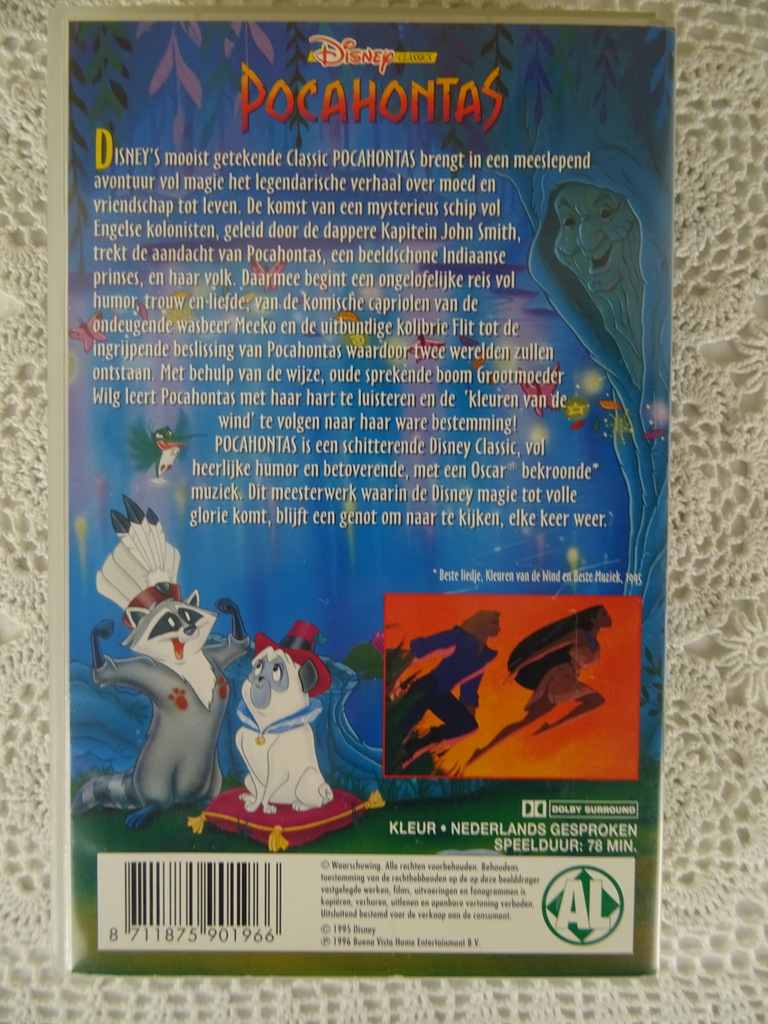 Disney CLASSICS
POCAHONTAS
DISNEY'S mooist getekende Classic POCAHONTAS brengt in een meeslepend
avontuur vol magie het legendarische verhaal over moed en
vriendschap tot leven. De komst van een mysterieus schip vol
Engelse kolonisten, geleid door de dappere Kapitein John Smith,
trekt de aandacht van Pocahontas, een beeldschone Indiaanse
prinses, en haar volk. Daarmee begint een ongelofelijke reis vol
humor, trouw en liefde; van de komische capriolen van de
ondeugende wasbeer Meeko en de uitbundige kolibrie Flit tot de
ingrijpende beslissing van Pocahontas waardoor twee werelden zullen
ontstaan. Met behulp van de wijze, oude sprekende boom Grootmoeder
Wilg leert Pocahontas met haar hart te luisteren en de 'kleuren van de
wind' te volgen naar haar ware bestemming!
POCAHONTAS is een schitterende Disney Classic, vol
heerlijke humor en betoverende, met een Oscar® bekroonde*
muziek. Dit meesterwerk waarin de Disney magie tot volle
glorie komt, blijft een genot om naar te kijken, elke keer weer.
* Beste liedje, Kleuren van de Wind en Beste Muziek, 1995
DOLBY SURROUND
KLEUR • NEDERLANDS GESPROKEN
SPEELDUUR: 78 MIN.
© Waarschuwing. Alle rechten voorbehouden. Behoudens
toestemming van de rechthebbenden op de op deze beelddrager
vastgelegde werken, films, uitvoeringen en fonogrammen is
kopiëren, verhuren, uitlenen en openbare vertoning verboden.
Uitsluitend bestemd voor de verkoop aan de consument.
© 1995 Disney
℗ 1996 Buena Vista Home Entertainment B.V.
8 711875 901966
AL